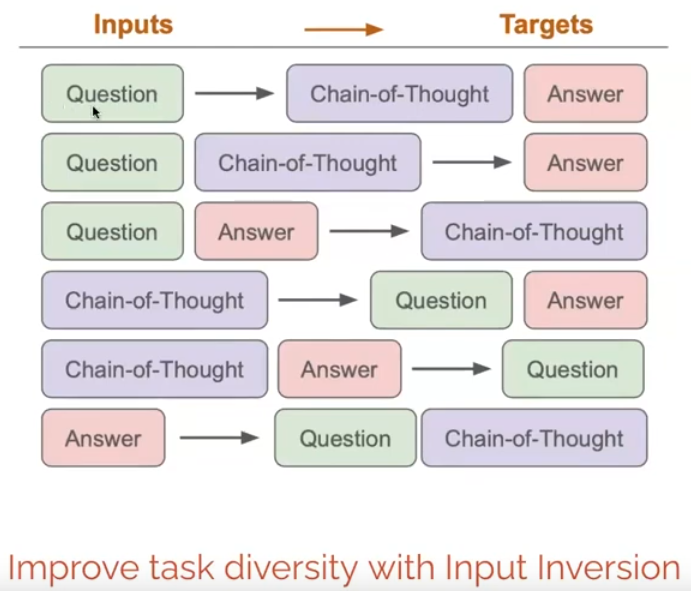 Inputs Targets
Question Chain-of-Thought Answer
Question Chain-of-Thought Answer
Question Answer Chain-of-Thought
Chain-of-Thought Question Answer
Chain-of-Thought Answer Question
Answer Question Chain-of-Thought
Improve task diversity with Input Inversion